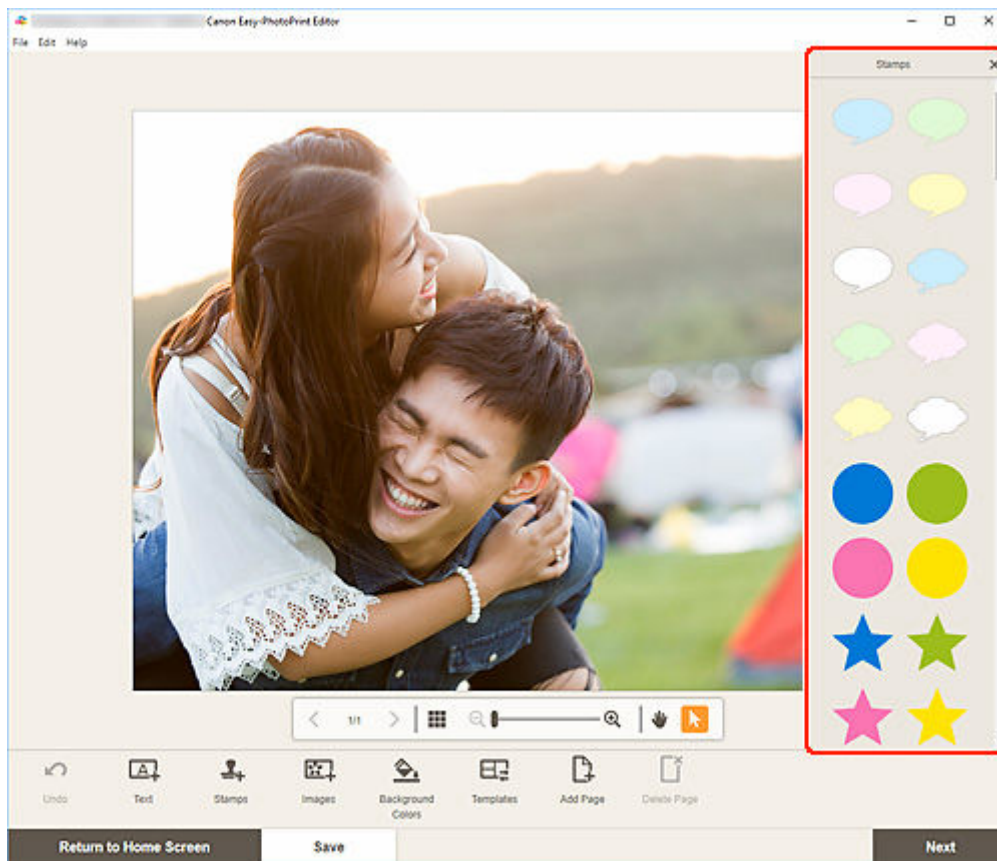 Canon Easy-PhotoPrint Editor
File Edit Help
Stamps
1/1
Undo
Text
Stamps
Images
Background
Colors
Templates
Add Page
Delete Page
Return to Home Screen
Save
Next